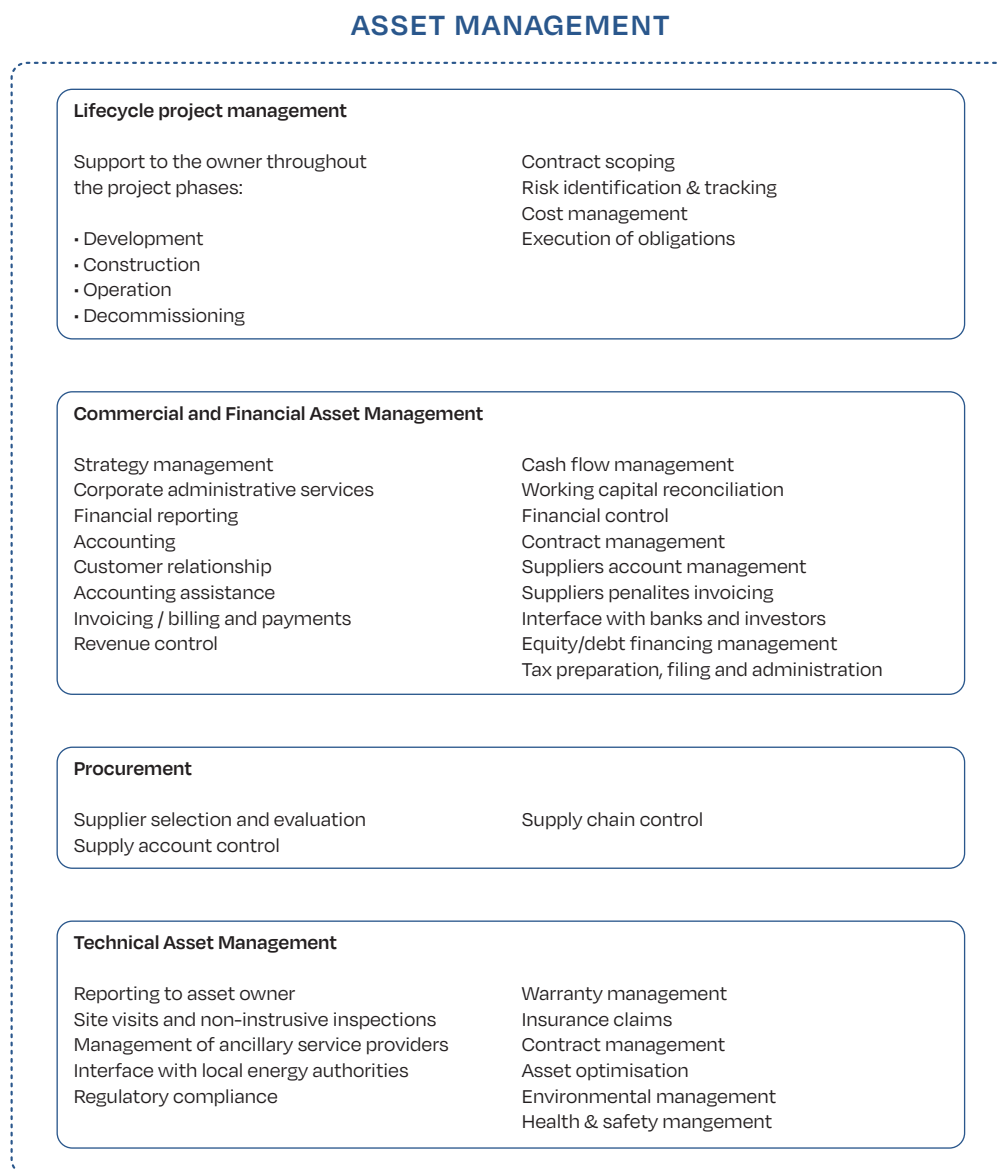 ASSET MANAGEMENT
Lifecycle project management
Support to the owner throughout
the project phases:
• Development
• Construction
• Operation
• Decommissioning
Contract scoping
Risk identification & tracking
Cost management
Execution of obligations
Commercial and Financial Asset Management
Strategy management
Corporate administrative services
Financial reporting
Accounting
Customer relationship
Accounting assistance
Invoicing / billing and payments
Revenue control
Cash flow management
Working capital reconciliation
Financial control
Contract management
Suppliers account management
Suppliers penalites invoicing
Interface with banks and investors
Equity/debt financing management
Tax preparation, filing and administration
Procurement
Supplier selection and evaluation
Supply account control
Supply chain control
Technical Asset Management
Reporting to asset owner
Site visits and non-instrusive inspections
Management of ancillary service providers
Interface with local energy authorities
Regulatory compliance
Warranty management
Insurance claims
Contract management
Asset optimisation
Environmental management
Health & safety mangement